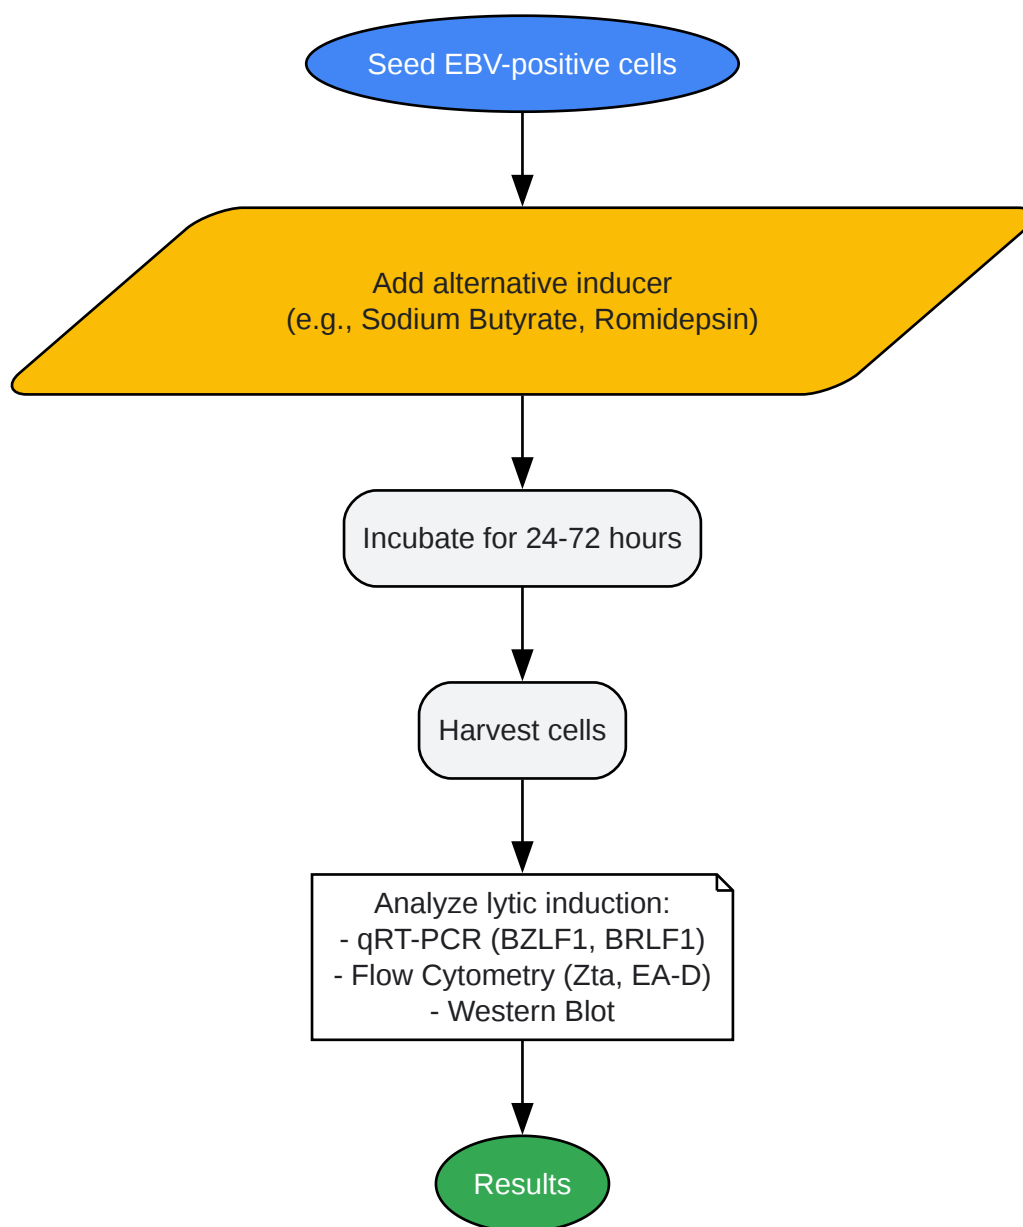 Seed EBV-positive cells
Add alternative inducer
(e.g., Sodium Butyrate, Romidepsin)
Incubate for 24-72 hours
Harvest cells
Analyze lytic induction:
- qRT-PCR (BZLF1, BRLF1)
- Flow Cytometry (Zta, EA-D)
- Western Blot
Results